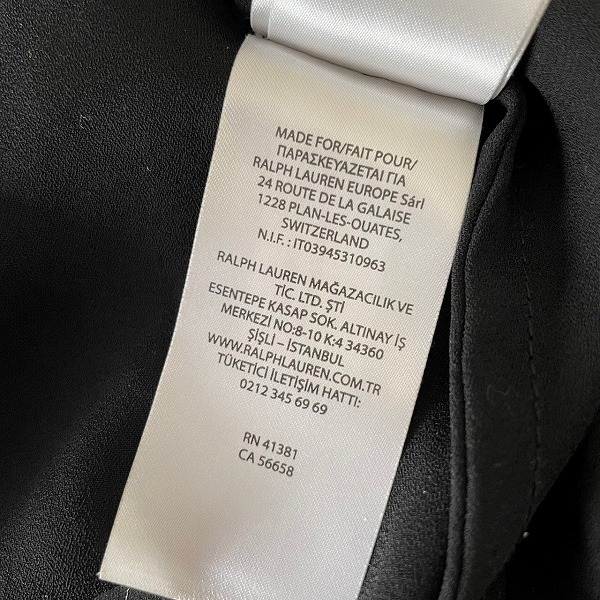 MADE FOR/FAIT POUR/
ΠΑΡΑΣΚΕΥΑΖΕΤΑΙ ΓΙΑ
RALPH LAUREN EUROPE Sárl
24 ROUTE DE LA GALAISE
1228 PLAN-LES-OUATES,
SWITZERLAND
N.I.F. : IT03945310963
RALPH LAUREN MAĞAZACILIK VE
TİC. LTD. ŞTİ
ESENTEPE KASAP SOK. ALTINAY İŞ
MERKEZİ NO:8-10 K:4 34360
ŞİŞLİ – İSTANBUL
WWW.RALPHLAUREN.COM.TR
TÜKETİCİ İLETİŞİM HATTI:
0212 345 69 69
RN 41381
CA 56658